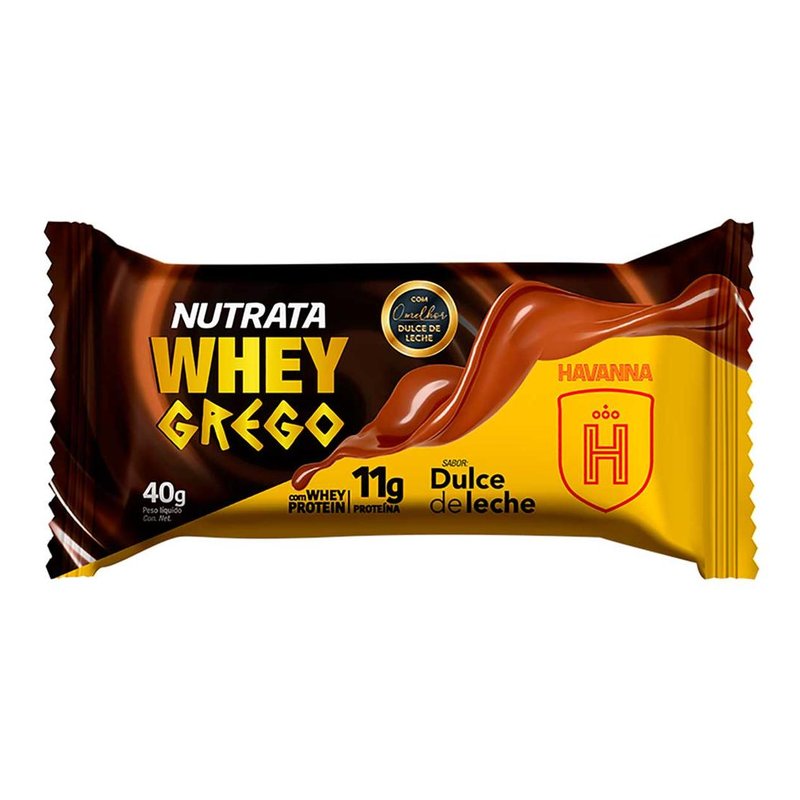 NUTRATA
WHEY
GREGO
40g
Peso líquido
Con. Net.
COM
O melhor
DULCE DE
LECHE
com WHEY
PROTEIN
11g
PROTEÍNA
SABOR:
Dulce
de leche
HAVANNA
H